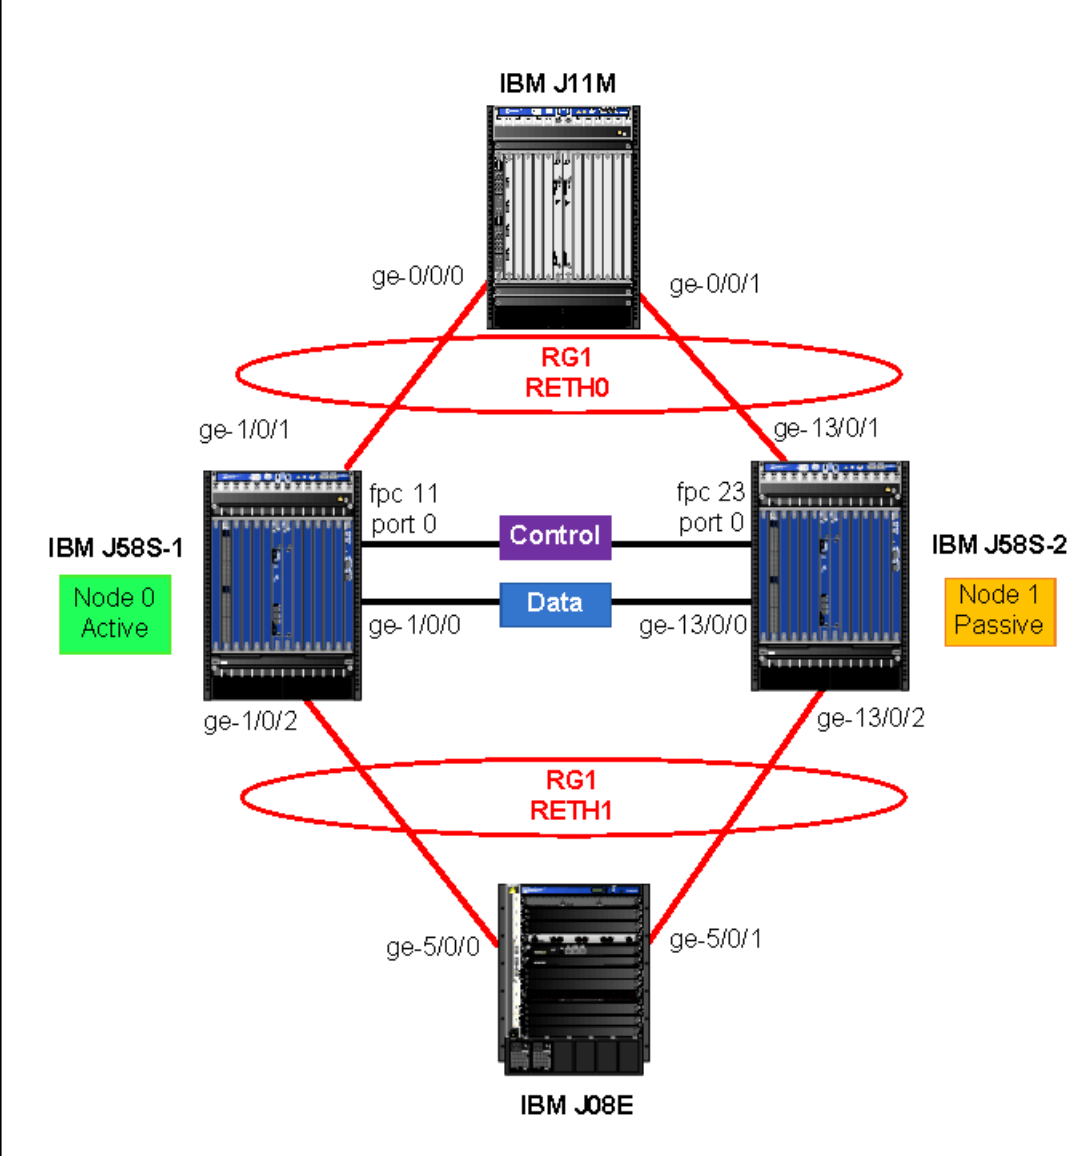 IBM J11M
ge-0/0/0
ge-0/0/1
RG1
RETH0
ge-1/0/1
ge-13/0/1
fpc 11
port 0
fpc 23
port 0
Control
IBM J58S-1
IBM J58S-2
Node 0
Active
Data
Node 1
Passive
ge-1/0/0
ge-13/0/0
ge-1/0/2
ge-13/0/2
RG1
RETH1
ge-5/0/0
ge-5/0/1
IBM J08E